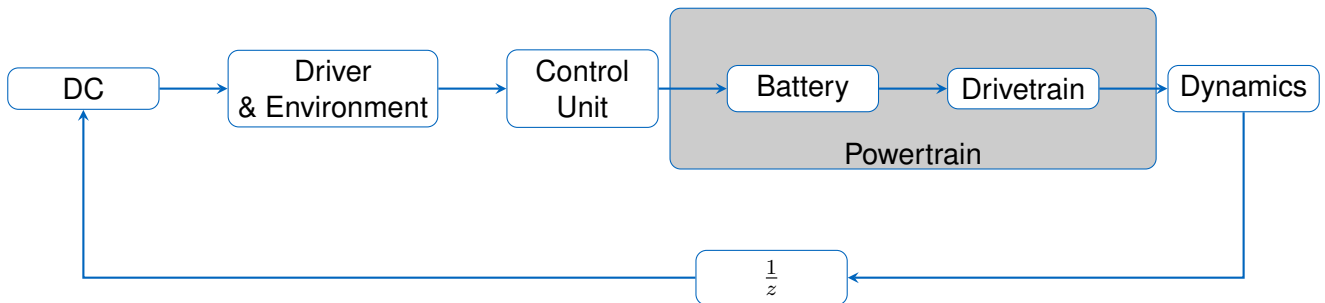 DC
Driver
& Environment
Control
Unit
Battery
Drivetrain
Powertrain
Dynamics
1
z